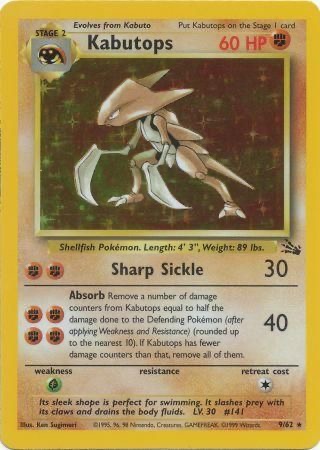 Evolves from Kabuto
Put Kabutops on the Stage 1 card
STAGE 2
Kabutops
60 HP
Shellfish Pokémon. Length: 4' 3", Weight: 89 lbs.
Sharp Sickle 30
Absorb Remove a number of damage
counters from Kabutops equal to half the
damage done to the Defending Pokémon (after
applying Weakness and Resistance) (rounded up
to the nearest 10). If Kabutops has fewer
damage counters than that, remove all of them.
40
weakness
resistance
retreat cost
Its sleek shape is perfect for swimming. It slashes prey with
its claws and drains the body fluids. LV. 30 #141
Illus. Ken Sugimori
©1995, 96, 98 Nintendo, Creatures, GAMEFREAK. ©1999 Wizards.
9/62 ★